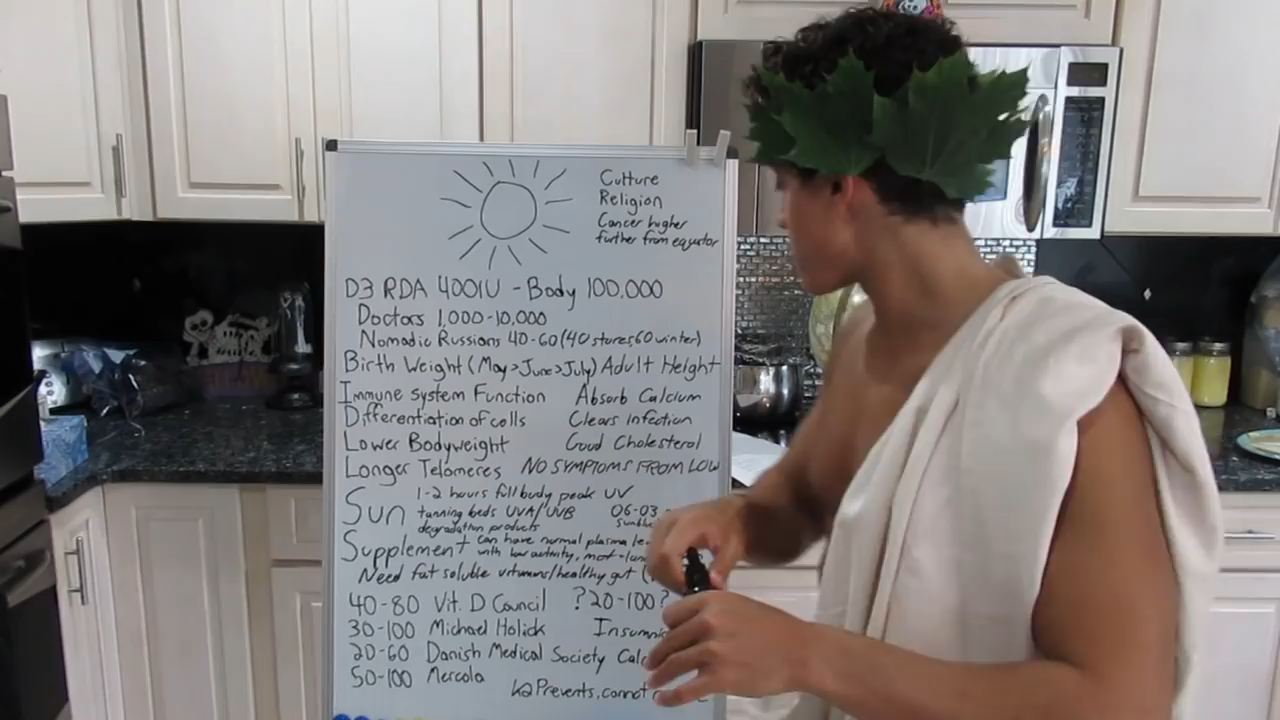 Culture
Religion
Cancer higher
further from equator
D3 RDA 400IU - Body 100,000
Doctors 1,000-10,000
Nomadic Russians 40-60 (40 stores, 60 winter)
Birth Weight (May > June > July) Adult Height
Immune system Function Absorb Calcium
Differentiation of cells Clears Infection
Lower Bodyweight Good Cholesterol
Longer Telomeres NO SYMPTOMS FROM LOW
Sun 1-2 hours full body peak UV
tanning beds UVA/UVB 06-03
degradation products
Supplement can have normal plasma
with low activity,
Need fat soluble vitamins/healthy gut
40-80 Vit. D Council ?20-100?
30-100 Michael Holick
20-60 Danish Medical Society
50-100 Mercola
K2 Prevents, cannot